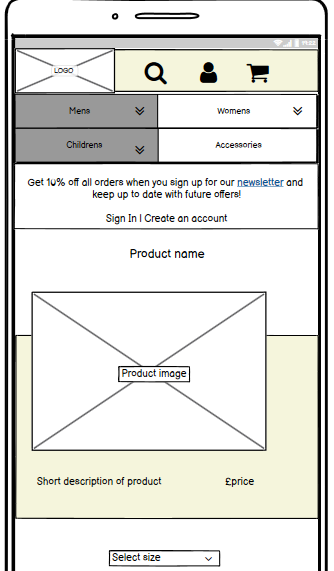 LOGO
Mens
Womens
Childrens
Accessories
Get 10% off all orders when you sign up for our newsletter and
keep up to date with future offers!
Sign In | Create an account
Product name
Product image
Short description of product
£price
Select size